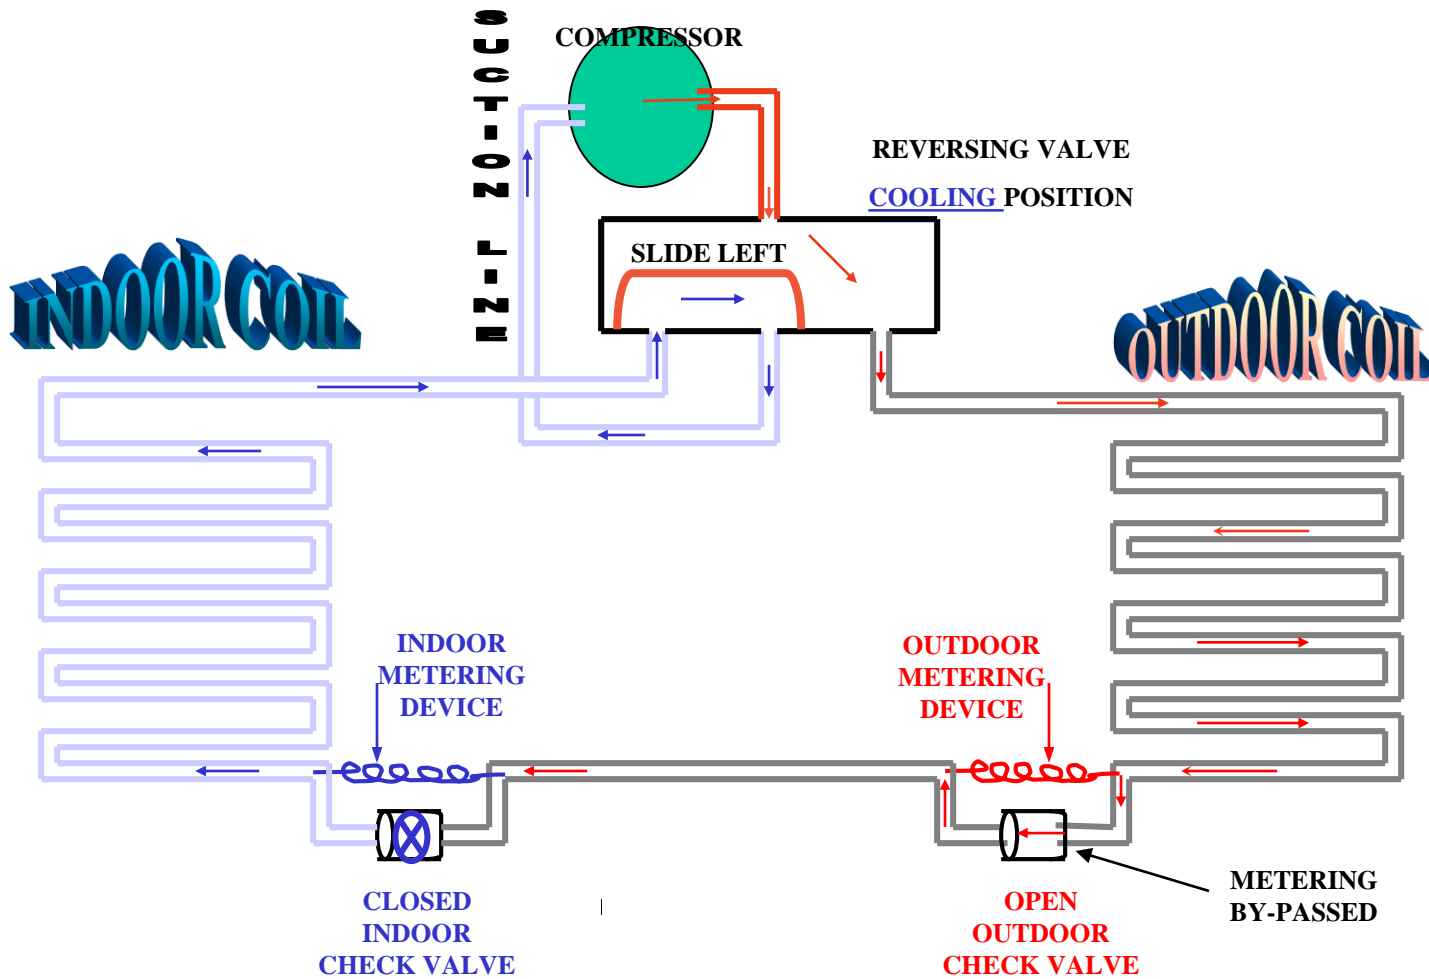 SUCTION LINE
COMPRESSOR
REVERSING VALVE
COOLING POSITION
SLIDE LEFT
INDOOR COIL
OUTDOOR COIL
INDOOR
METERING
DEVICE
OUTDOOR
METERING
DEVICE
CLOSED
INDOOR
CHECK VALVE
OPEN
OUTDOOR
CHECK VALVE
METERING
BY-PASSED